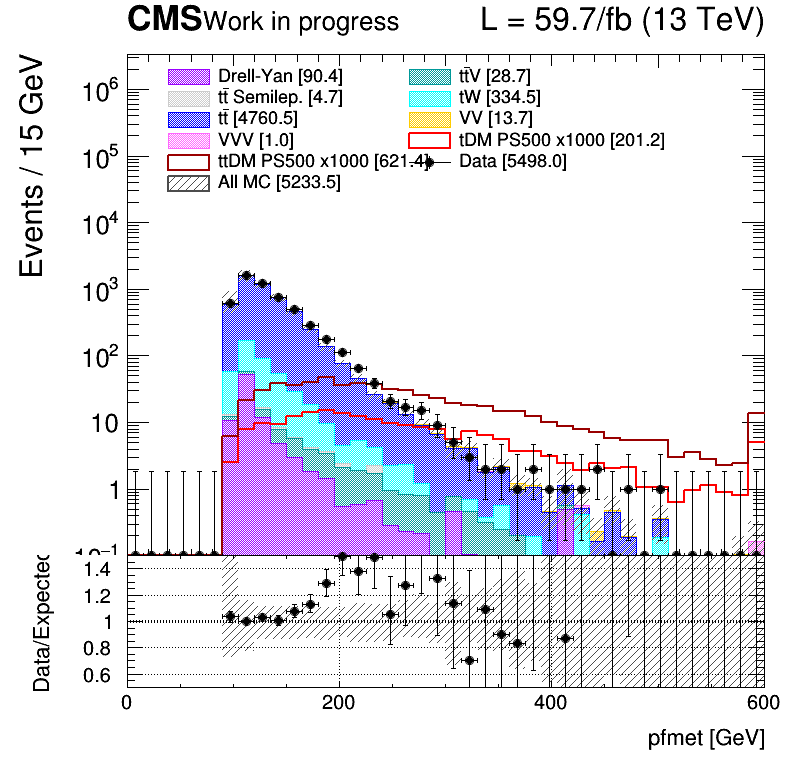 CMS Work in progress L = 59.7/fb (13 TeV)
Events / 15 GeV
10⁶
10⁵
10⁴
10³
10²
10
1
10⁻¹
Drell-Yan [90.4]
tt̄ Semilep. [4.7]
tt̄ [4760.5]
VVV [1.0]
ttDM PS500 x1000 [621.4]
All MC [5233.5]
tt̄V [28.7]
tW [334.5]
VV [13.7]
tDM PS500 x1000 [201.2]
Data [5498.0]
Data/Expected
1.4
1.2
1
0.8
0.6
0 200 400 600
pfmet [GeV]